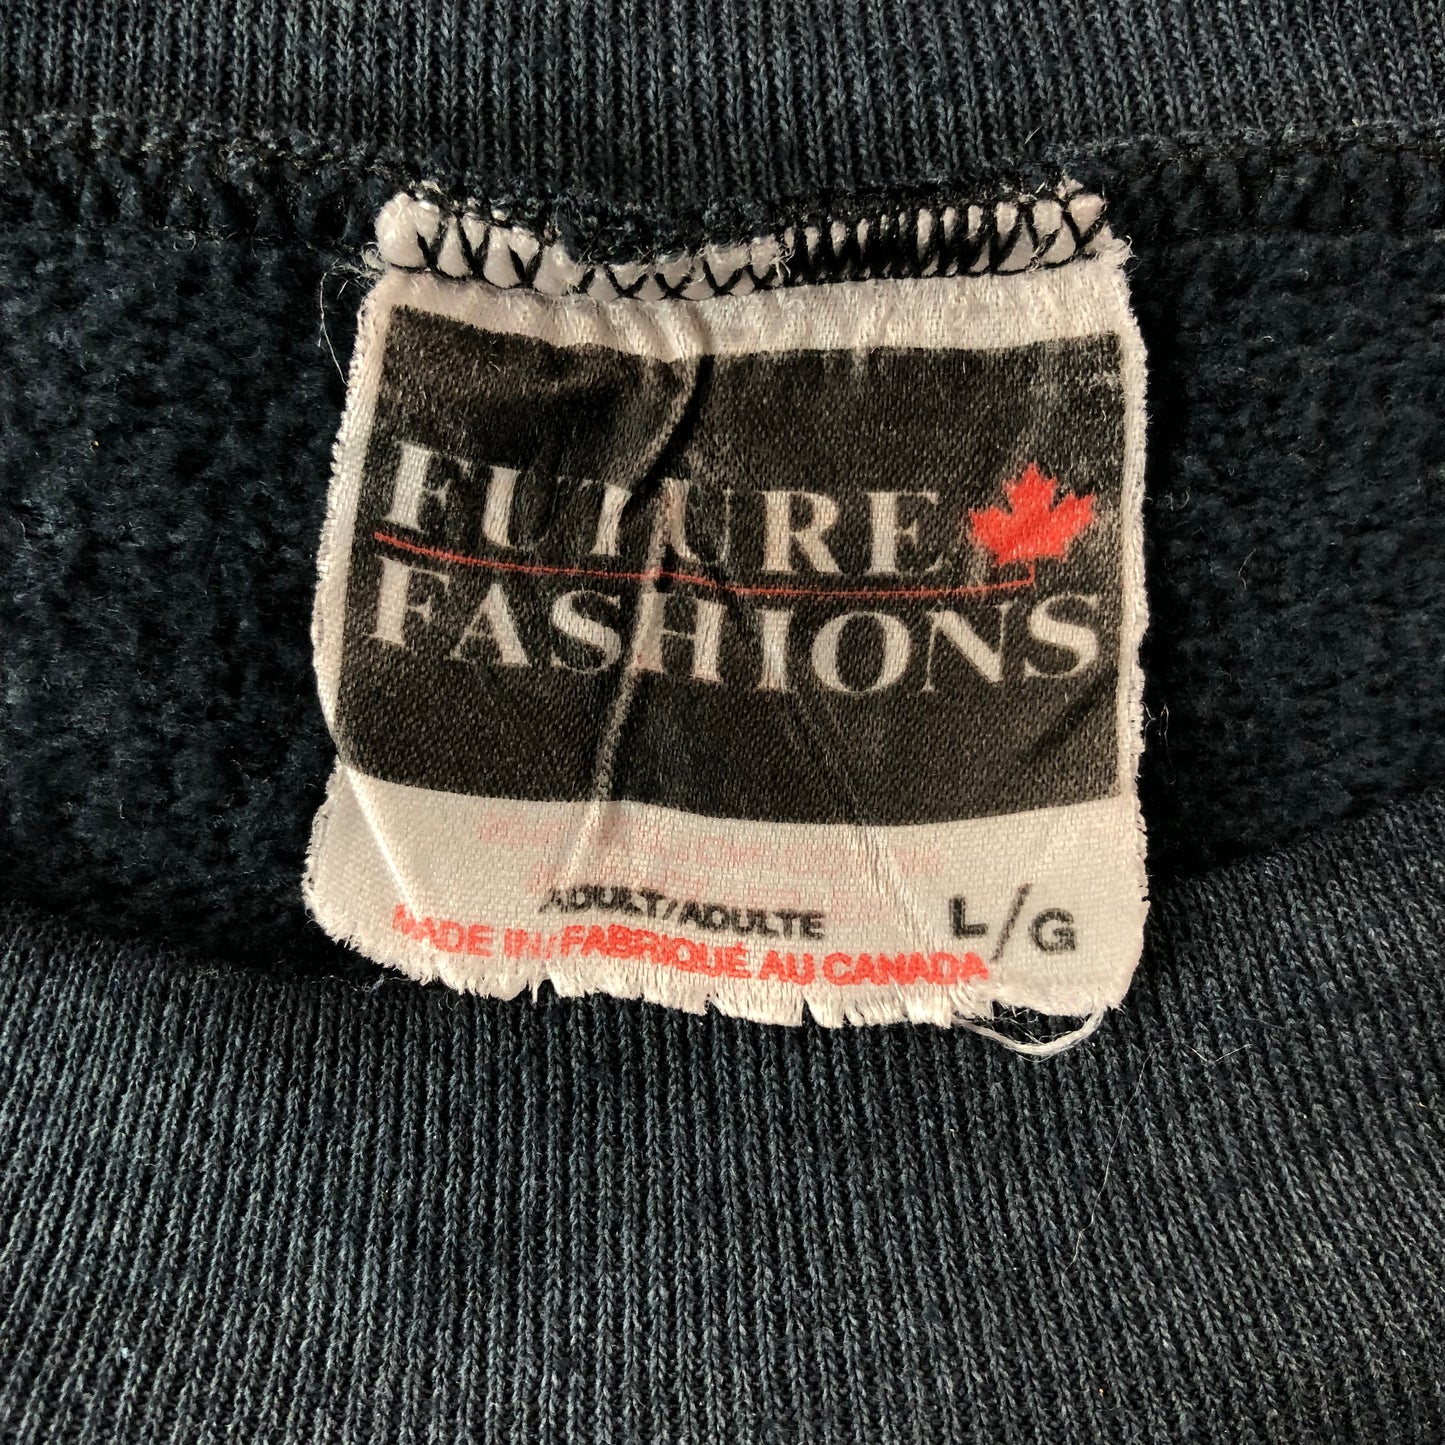 FUTURE
FASHIONS
ADULT/ADULTE L/G
MADE IN/FABRIQUÉ AU CANADA